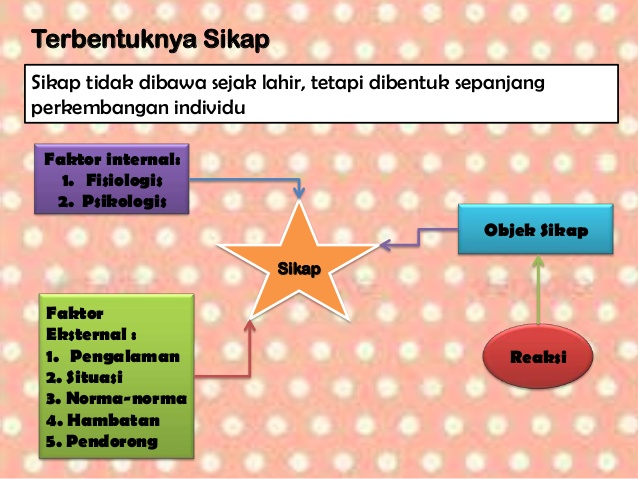 Terbentuknya Sikap
Sikap tidak dibawa sejak lahir, tetapi dibentuk sepanjang
perkembangan individu
Faktor internal:
1. Fisiologis
2. Psikologis
Objek Sikap
Sikap
Faktor
Eksternal :
1. Pengalaman
2. Situasi
3. Norma-norma
4. Hambatan
5. Pendorong
Reaksi